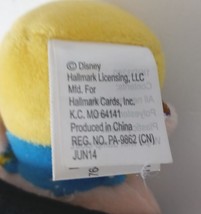 © Disney
Hallmark Licensing, LLC
Mfd. For
Hallmark Cards, Inc.
K.C. MO 64141
Produced in China
REG. NO. PA-9862 (CN)
JUN14